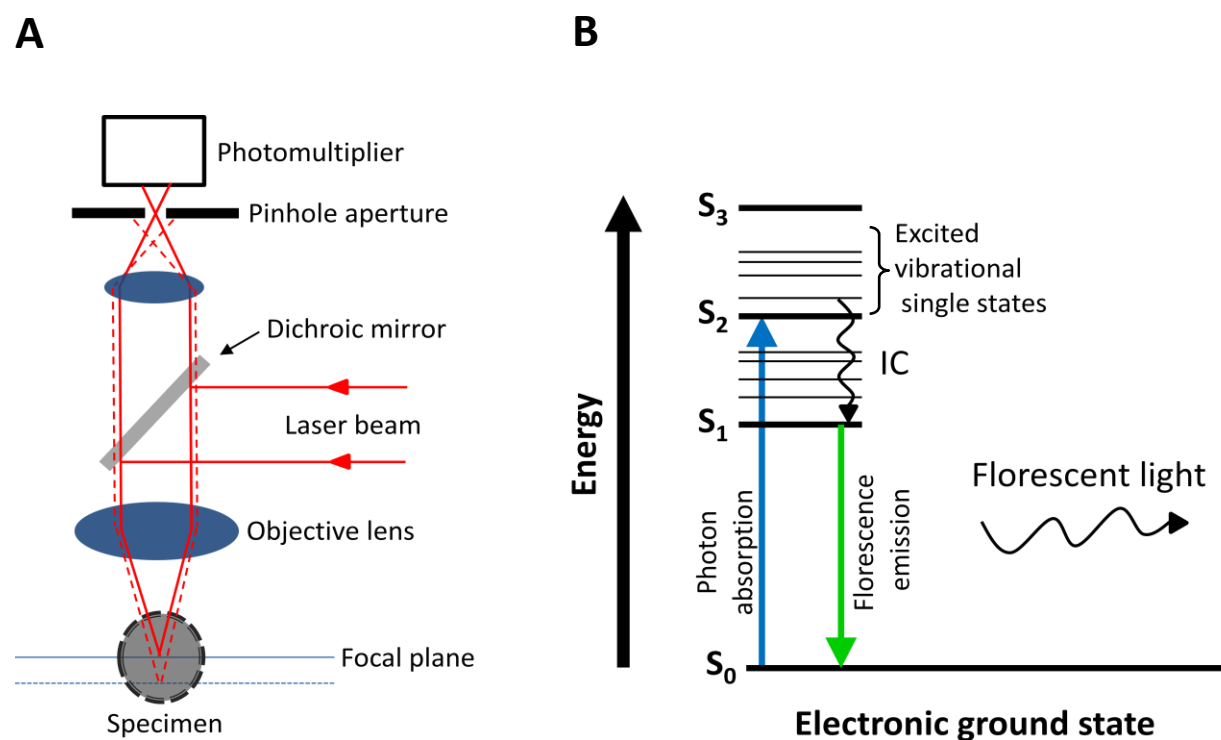 A
Photomultiplier
Pinhole aperture
Dichroic mirror
Laser beam
Objective lens
Focal plane
Specimen
B
Energy
S3
Excited
vibrational
single states
S2
IC
S1
Photon
absorption
Florescence
emission
Florescent light
S0
Electronic ground state